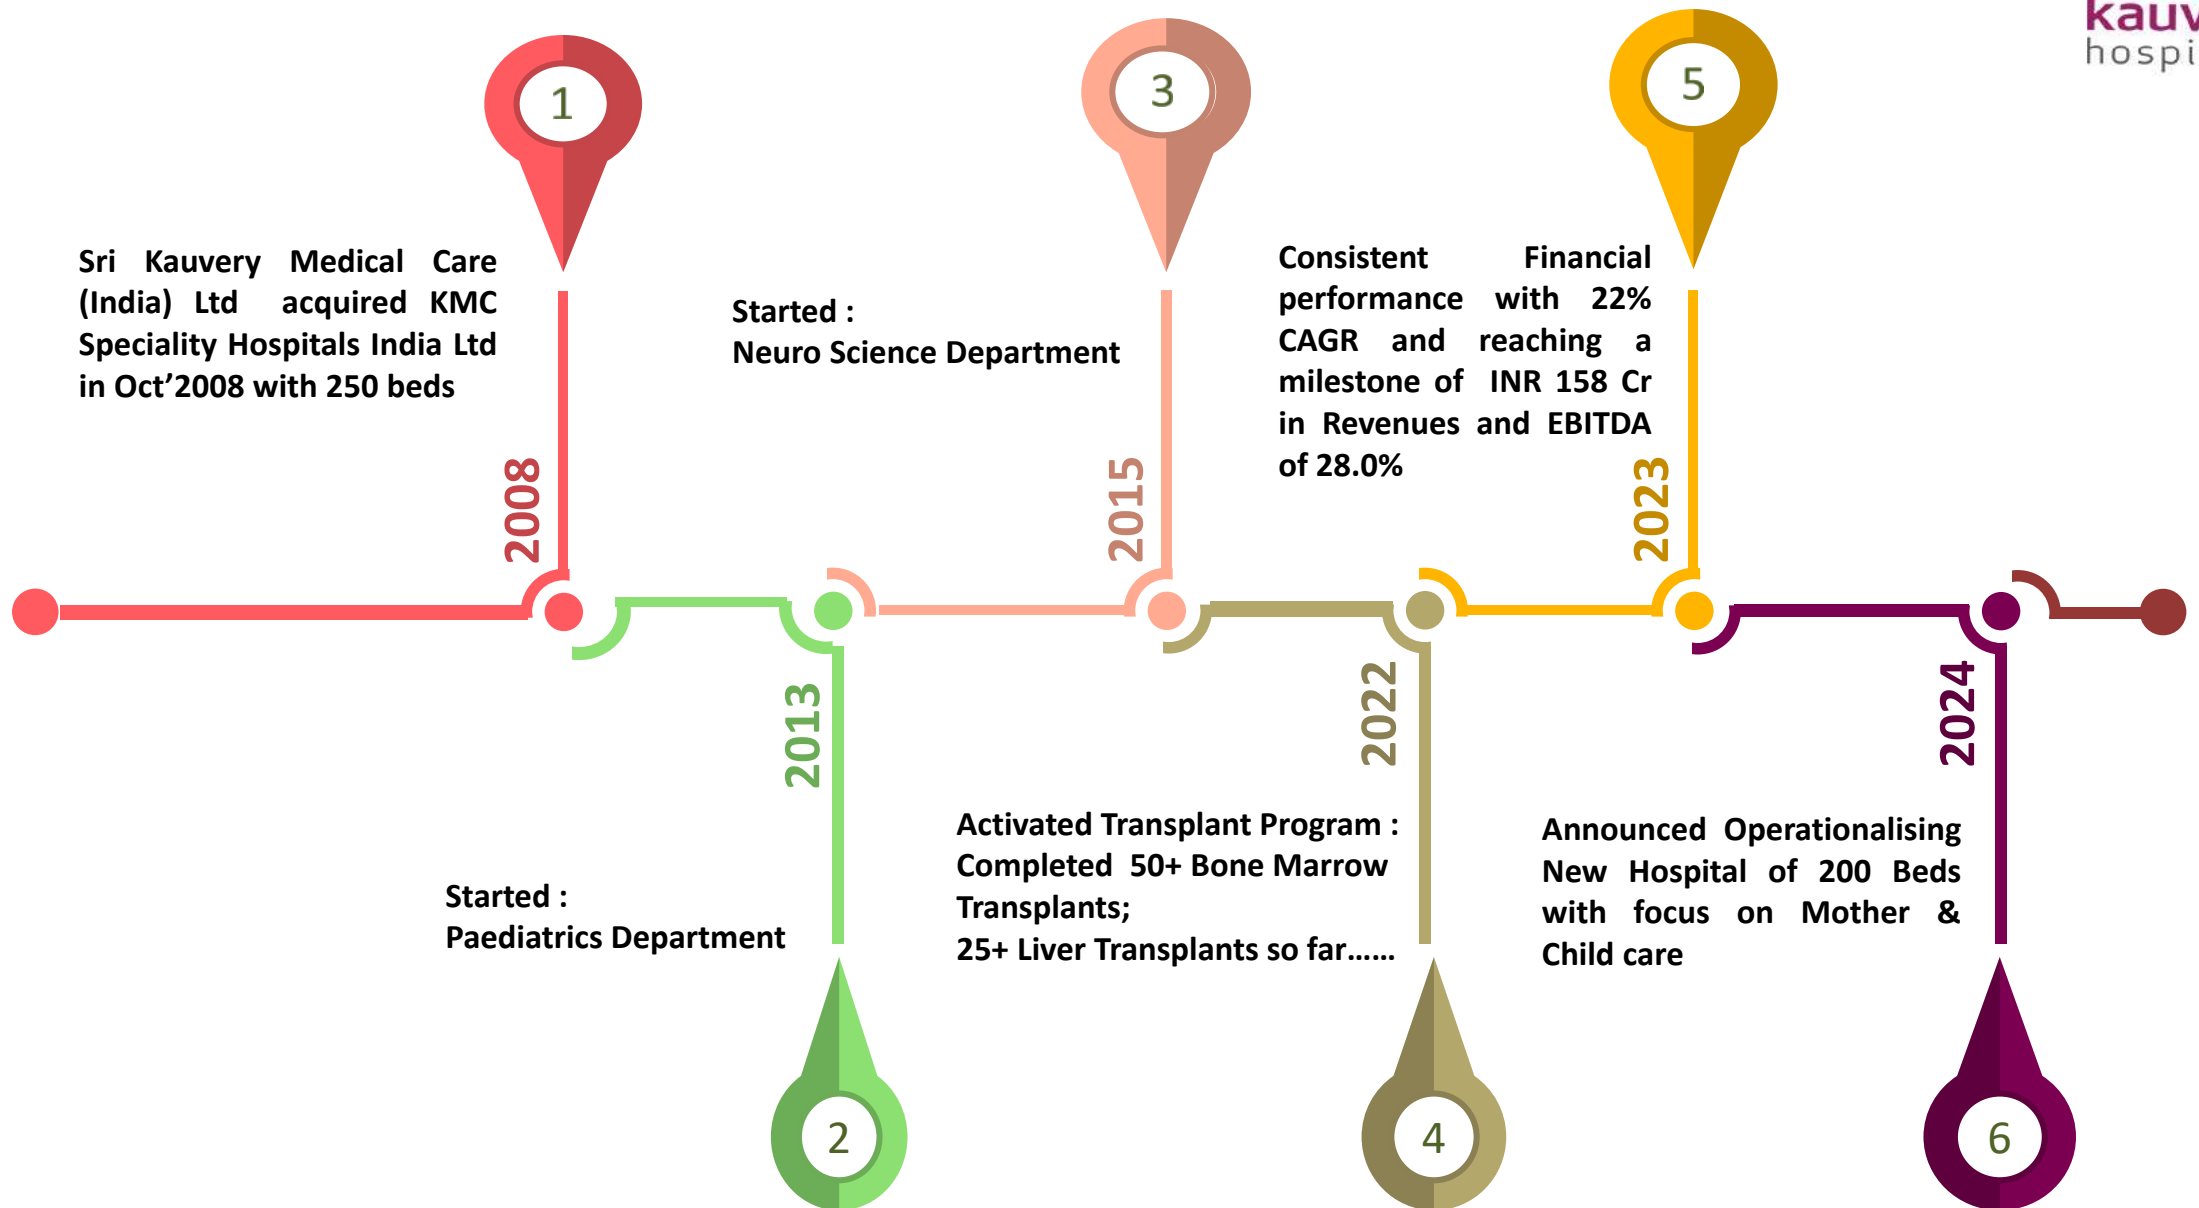 kauv
hospi
1
Sri Kauvery Medical Care
(India) Ltd acquired KMC
Speciality Hospitals India Ltd
in Oct’2008 with 250 beds
2008
2
Started :
Paediatrics Department
2013
3
Started :
Neuro Science Department
2015
4
Activated Transplant Program :
Completed 50+ Bone Marrow
Transplants;
25+ Liver Transplants so far......
2022
5
Consistent Financial
performance with 22%
CAGR and reaching a
milestone of INR 158 Cr
in Revenues and EBITDA
of 28.0%
2023
6
Announced Operationalising
New Hospital of 200 Beds
with focus on Mother &
Child care
2024